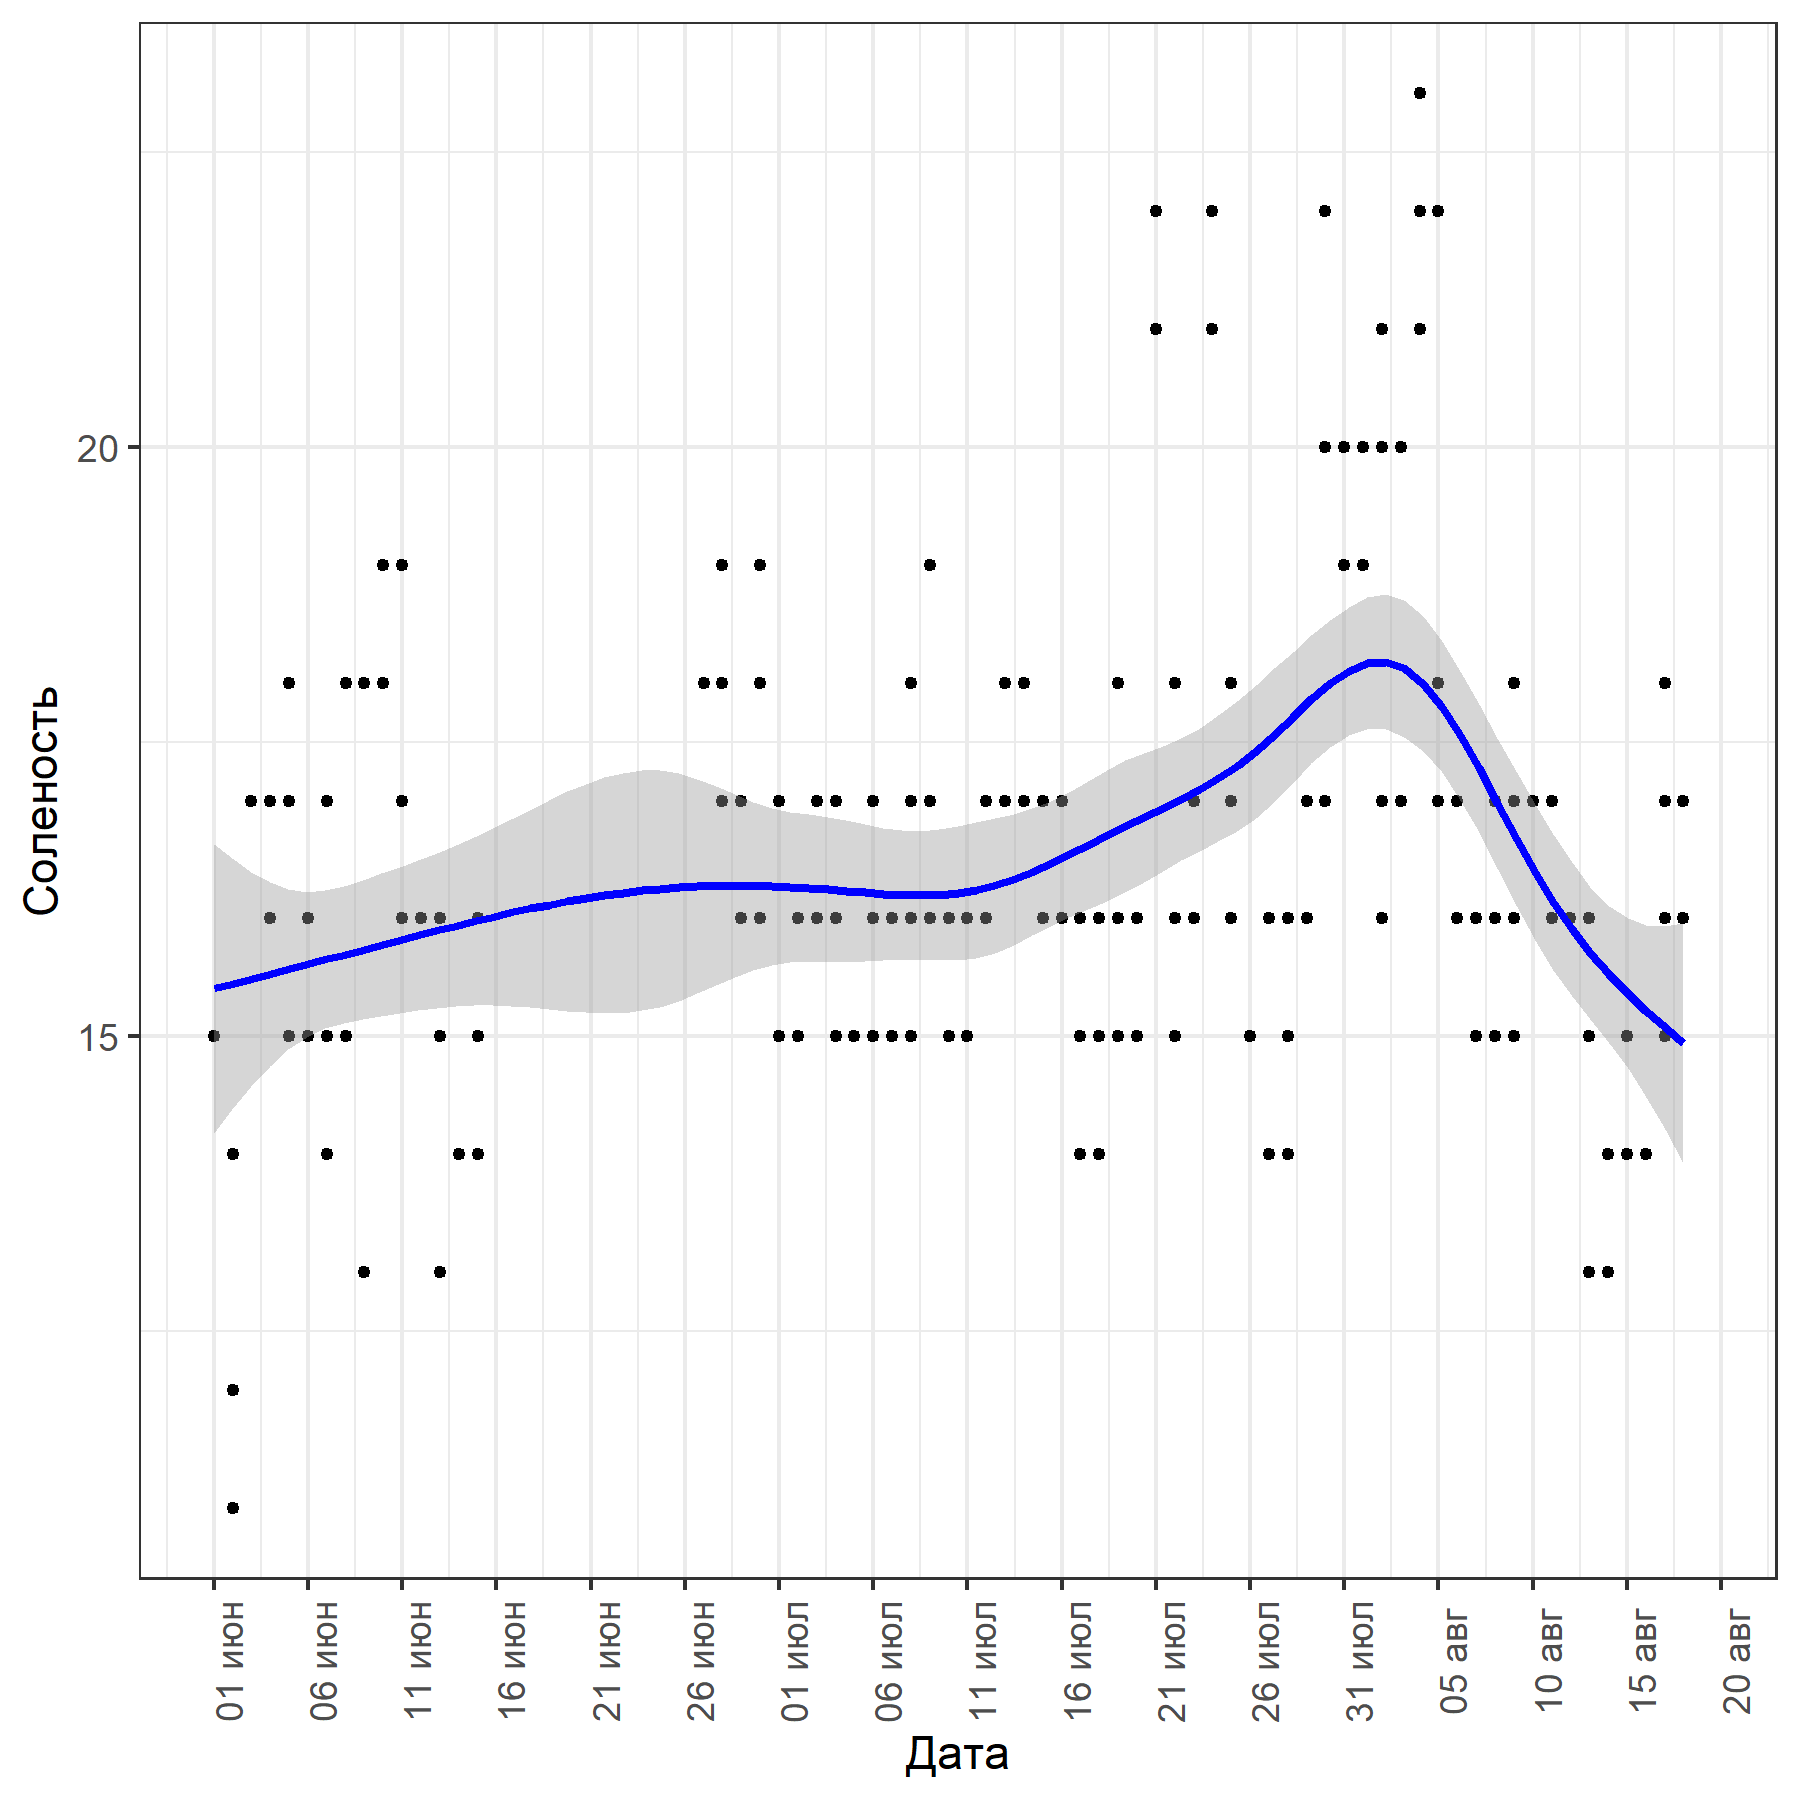 Соленость
20
15
01 июн
06 июн
11 июн
16 июн
21 июн
26 июн
01 июл
06 июл
11 июл
16 июл
21 июл
26 июл
31 июл
05 авг
10 авг
15 авг
20 авг
Дата